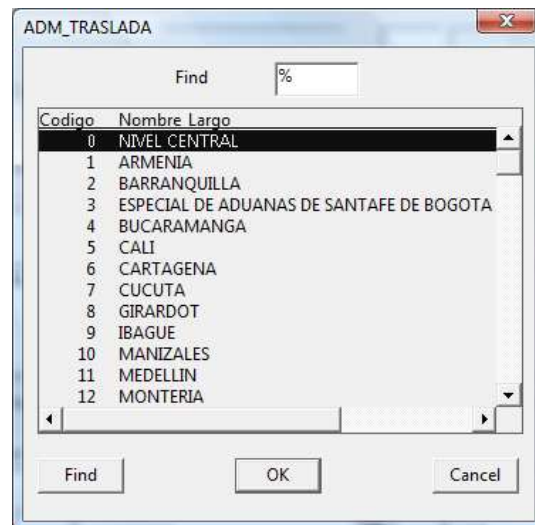 ADM_TRASLADA
Find %
Codigo Nombre Largo
0 NIVEL CENTRAL
1 ARMENIA
2 BARRANQUILLA
3 ESPECIAL DE ADUANAS DE SANTAFE DE BOGOTA
4 BUCARAMANGA
5 CALI
6 CARTAGENA
7 CUCUTA
8 GIRARDOT
9 IBAGUE
10 MANIZALES
11 MEDELLIN
12 MONTERIA
Find OK Cancel